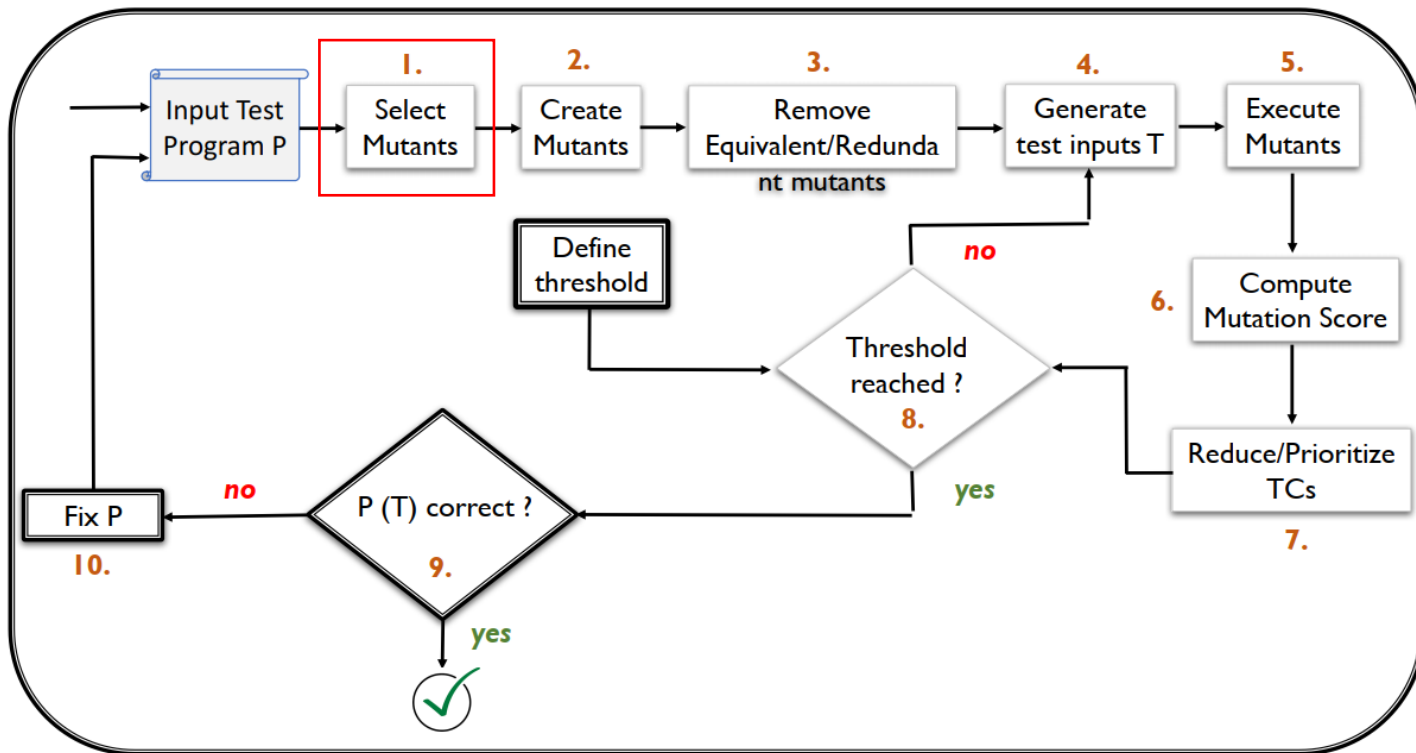 1.
2.
3.
4.
5.
Input Test
Program P
Select
Mutants
Create
Mutants
Remove
Equivalent/Redunda
nt mutants
Generate
test inputs T
Execute
Mutants
Define
threshold
no
6.
Compute
Mutation Score
Threshold
reached ?
8.
Reduce/Prioritize
TCs
7.
yes
P (T) correct ?
9.
no
Fix P
10.
yes